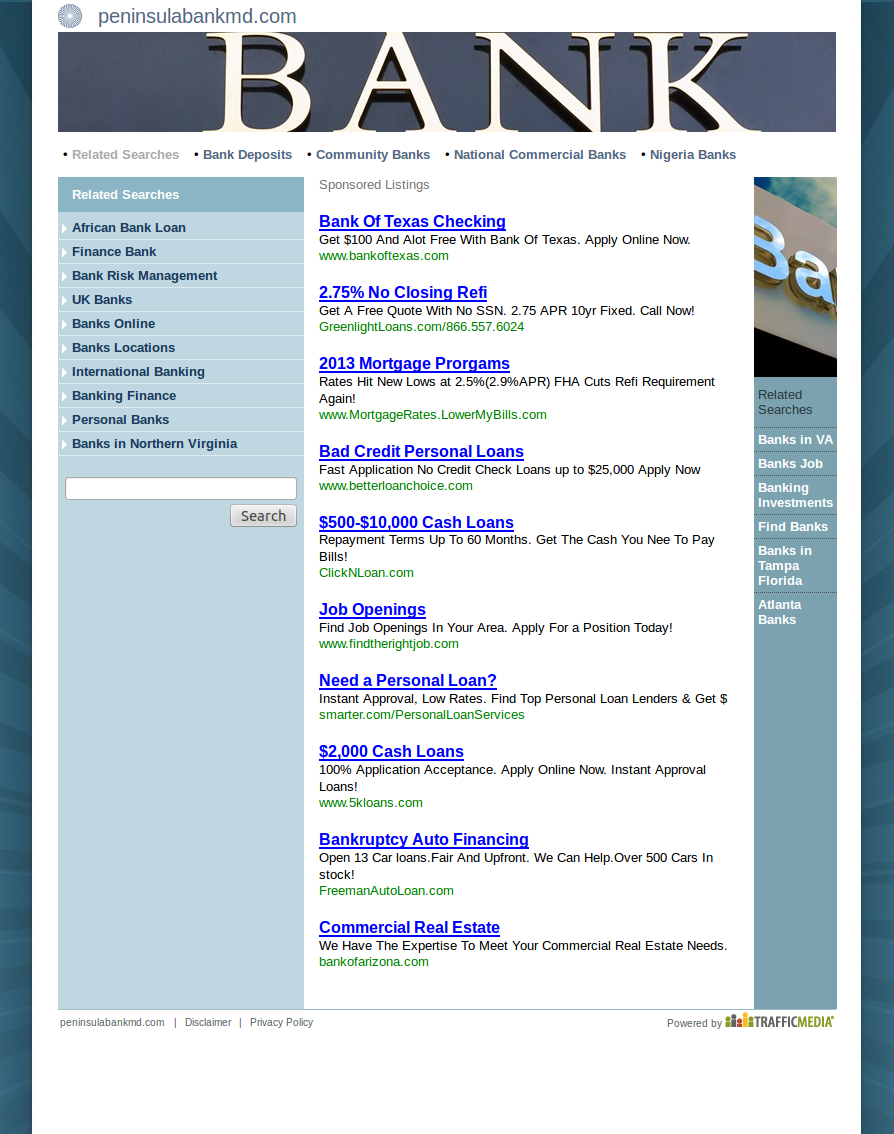 peninsulabankmd.com
BANK
• Related Searches • Bank Deposits • Community Banks • National Commercial Banks • Nigeria Banks
Related Searches
African Bank Loan
Finance Bank
Bank Risk Management
UK Banks
Banks Online
Banks Locations
International Banking
Banking Finance
Personal Banks
Banks in Northern Virginia
Search
Sponsored Listings
Bank Of Texas Checking
Get $100 And Alot Free With Bank Of Texas. Apply Online Now.
www.bankoftexas.com
2.75% No Closing Refi
Get A Free Quote With No SSN. 2.75 APR 10yr Fixed. Call Now!
GreenlightLoans.com/866.557.6024
2013 Mortgage Prorgams
Rates Hit New Lows at 2.5%(2.9%APR) FHA Cuts Refi Requirement
Again!
www.MortgageRates.LowerMyBills.com
Bad Credit Personal Loans
Fast Application No Credit Check Loans up to $25,000 Apply Now
www.betterloanchoice.com
$500-$10,000 Cash Loans
Repayment Terms Up To 60 Months. Get The Cash You Nee To Pay
Bills!
ClickNLoan.com
Job Openings
Find Job Openings In Your Area. Apply For a Position Today!
www.findtherightjob.com
Need a Personal Loan?
Instant Approval, Low Rates. Find Top Personal Loan Lenders & Get $
smarter.com/PersonalLoanServices
$2,000 Cash Loans
100% Application Acceptance. Apply Online Now. Instant Approval
Loans!
www.5kloans.com
Bankruptcy Auto Financing
Open 13 Car loans.Fair And Upfront. We Can Help.Over 500 Cars In
stock!
FreemanAutoLoan.com
Commercial Real Estate
We Have The Expertise To Meet Your Commercial Real Estate Needs.
bankofarizona.com
Ba
Related
Searches
Banks in VA
Banks Job
Banking
Investments
Find Banks
Banks in
Tampa
Florida
Atlanta
Banks
peninsulabankmd.com | Disclaimer | Privacy Policy
Powered by TRAFFICMEDIA